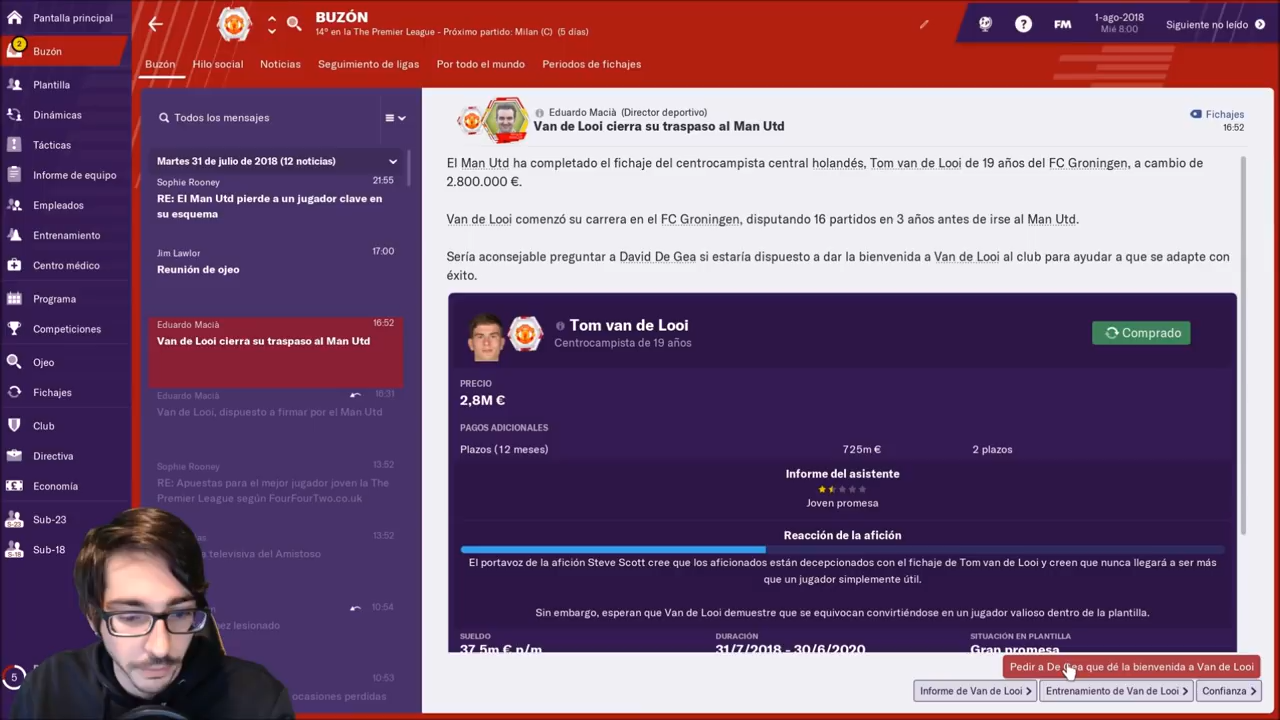 Pantalla principal
BUZÓN
14º en la The Premier League - Próximo partido: Milan (C) (5 días)
1-ago-2018
Mié 8:00
FM
Siguiente no leído
2
Buzón
Plantilla
Dinámicas
Tácticas
Informe de equipo
Empleados
Entrenamiento
Centro médico
Programa
Competiciones
Ojeo
Fichajes
Club
Directiva
Economía
S-23
Sub-23
S-18
Sub-18
5
Buzón
Hilo social
Noticias
Seguimiento de ligas
Por todo el mundo
Periodos de fichajes
Todos los mensajes
Martes 31 de julio de 2018 (12 noticias)
Sophie Rooney
21:55
RE: El Man Utd pierde a un jugador clave en
su esquema
Jim Lawlor
17:00
Reunión de ojeo
Eduardo Macià
16:52
Van de Looi cierra su traspaso al Man Utd
Eduardo Macià
16:31
Van de Looi, dispuesto a firmar por el Man Utd
Sophie Rooney
13:52
RE: Apuestas para el mejor jugador joven la The
Premier League según FourFourTwo.co.uk
13:52
televisiva del Amistoso
10:54
lesionado
10:53
ocasiones perdidas
Eduardo Macià (Director deportivo)
Van de Looi cierra su traspaso al Man Utd
Fichajes
16:52
El Man Utd ha completado el fichaje del centrocampista central holandés, Tom van de Looi de 19 años del FC Groningen, a cambio de
2.800.000 €.
Van de Looi comenzó su carrera en el FC Groningen, disputando 16 partidos en 3 años antes de irse al Man Utd.
Sería aconsejable preguntar a David De Gea si estaría dispuesto a dar la bienvenida a Van de Looi al club para ayudar a que se adapte con
éxito.
Tom van de Looi
Centrocampista de 19 años
Comprado
PRECIO
2,8M €
PAGOS ADICIONALES
Plazos (12 meses)
725m €
2 plazos
Informe del asistente
Joven promesa
Reacción de la afición
El portavoz de la afición Steve Scott cree que los aficionados están decepcionados con el fichaje de Tom van de Looi y creen que nunca llegará a ser más
que un jugador simplemente útil.
Sin embargo, esperan que Van de Looi demuestre que se equivocan convirtiéndose en un jugador valioso dentro de la plantilla.
SUELDO
37,5m € p/m
DURACIÓN
31/7/2018 - 30/6/2020
SITUACIÓN EN PLANTILLA
Gran promesa
Pedir a De Gea que dé la bienvenida a Van de Looi
Informe de Van de Looi
Entrenamiento de Van de Looi
Confianza